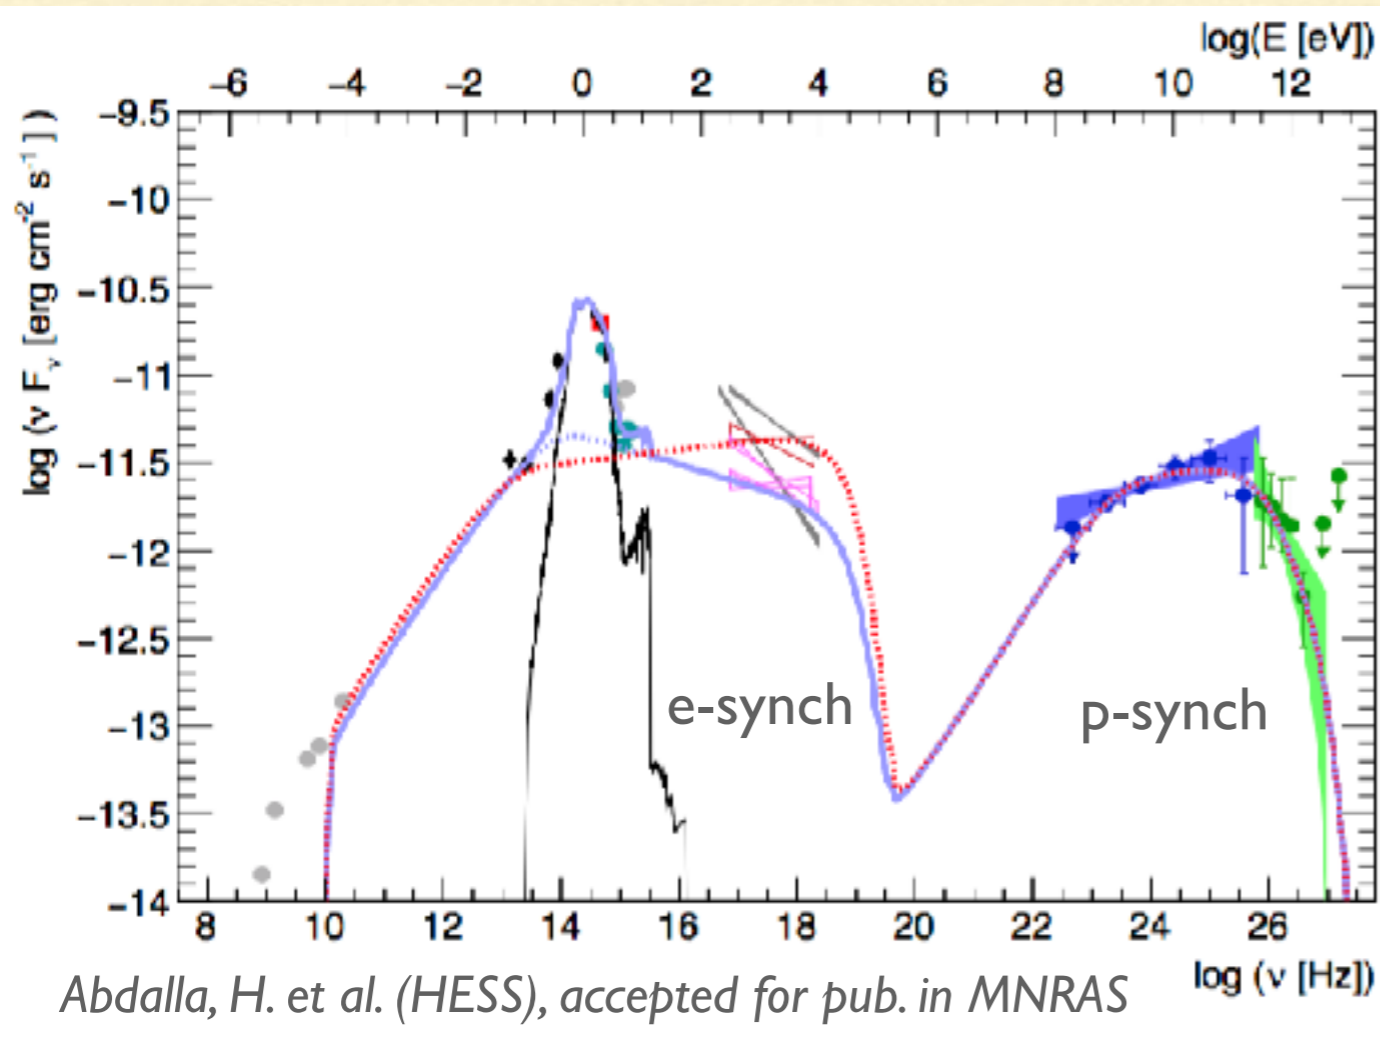 log(E [eV])
−6 −4 −2 0 2 4 6 8 10 12
log (ν Fν [erg cm-2 s-1] )
−9.5
−10
−10.5
−11
−11.5
−12
−12.5
−13
−13.5
−14
e-synch
p-synch
8 10 12 14 16 18 20 22 24 26
log (ν [Hz])
Abdalla, H. et al. (HESS), accepted for pub. in MNRAS